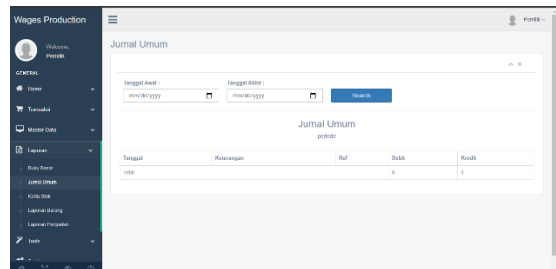 Wages Production
Welcome,
Pemilik
GENERAL
Home
Transaksi
Master Data
Laporan
Buku Besar
Jurnal Umum
Kartu Stok
Laporan Barang
Laporan Penjualan
Tools
Pemilik
Jurnal Umum
Tanggal Awal :
Tanggal Akhir :
mm/dd/yyyy
mm/dd/yyyy
Search
Jurnal Umum
periode
Tanggal Keterangan Ref Debit Kredit
Total 0 0